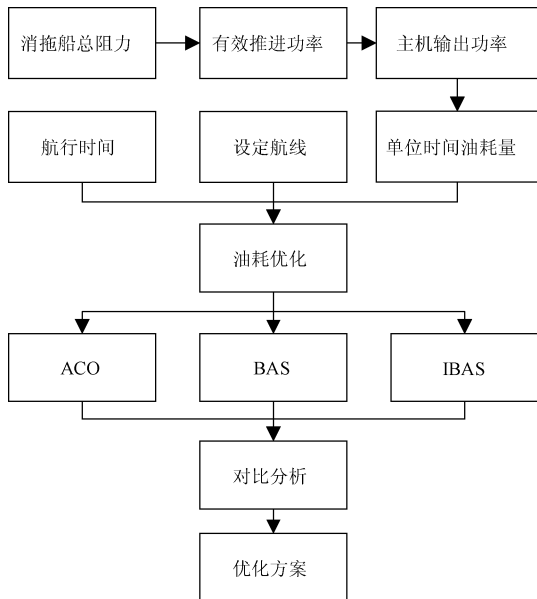 消拖船总阻力
有效推进功率
主机输出功率
航行时间
设定航线
单位时间油耗量
油耗优化
ACO
BAS
IBAS
对比分析
优化方案